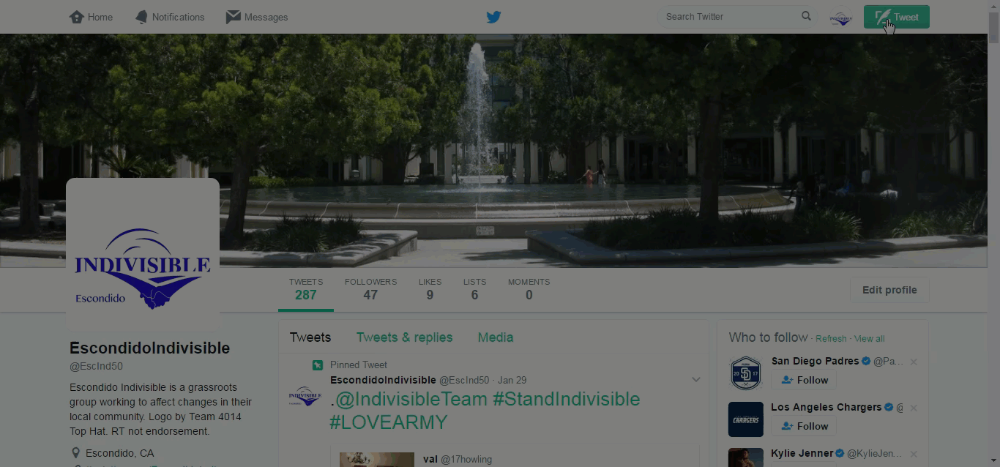 Home Notifications Messages Search Twitter Tweet
INDIVISIBLE
Escondido
TWEETS FOLLOWERS LIKES LISTS MOMENTS
287 47 9 6 0
Edit profile
EscondidoIndivisible
@EscInd50
Escondido Indivisible is a grassroots
group working to affect changes in their
local community. Logo by Team 4014
Top Hat. RT not endorsement.
Escondido, CA
Tweets Tweets & replies Media
Pinned Tweet
EscondidoIndivisible @EscInd50 · Jan 29
.@IndivisibleTeam #StandIndivisible
#LOVEARMY
val @17howling
Who to follow · Refresh · View all
San Diego Padres @Pa...
Follow
Los Angeles Chargers @
CHARGERS
Follow
Kylie Jenner @KylieJen...